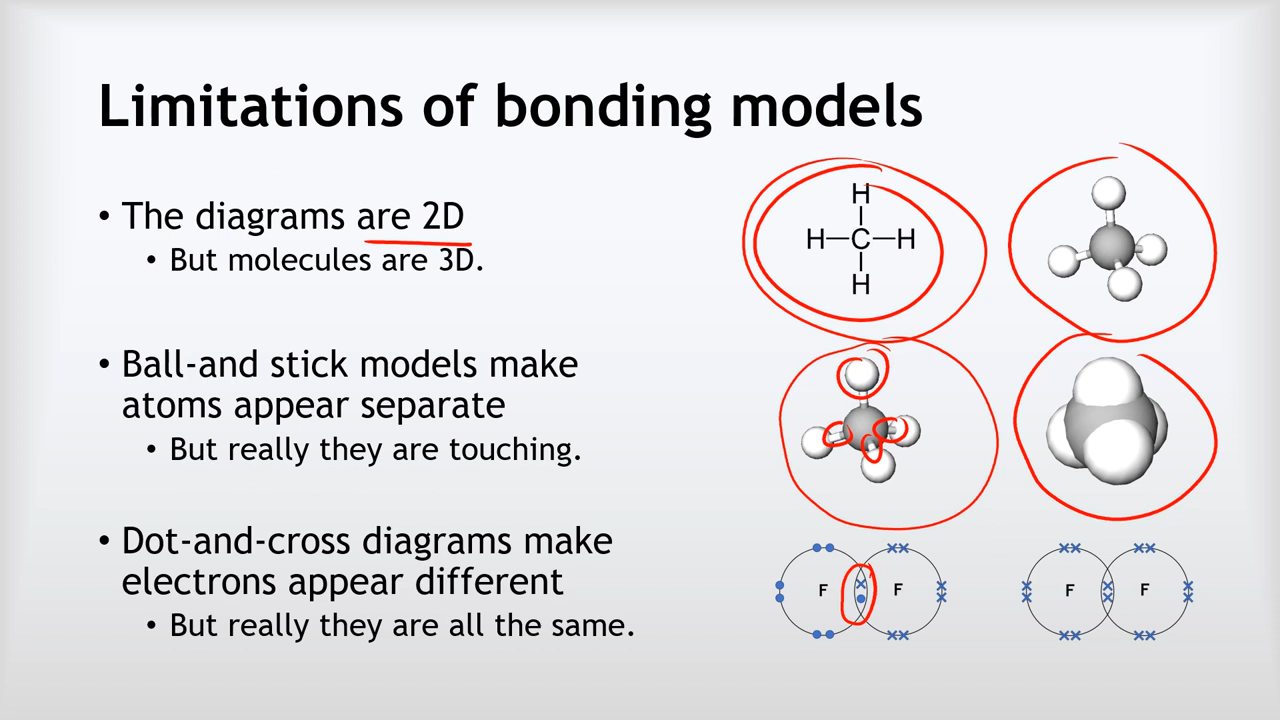 Limitations of bonding models
• The diagrams are 2D
• But molecules are 3D.
• Ball-and stick models make
atoms appear separate
• But really they are touching.
• Dot-and-cross diagrams make
electrons appear different
• But really they are all the same.
H
H—C—H
H
F F
F F